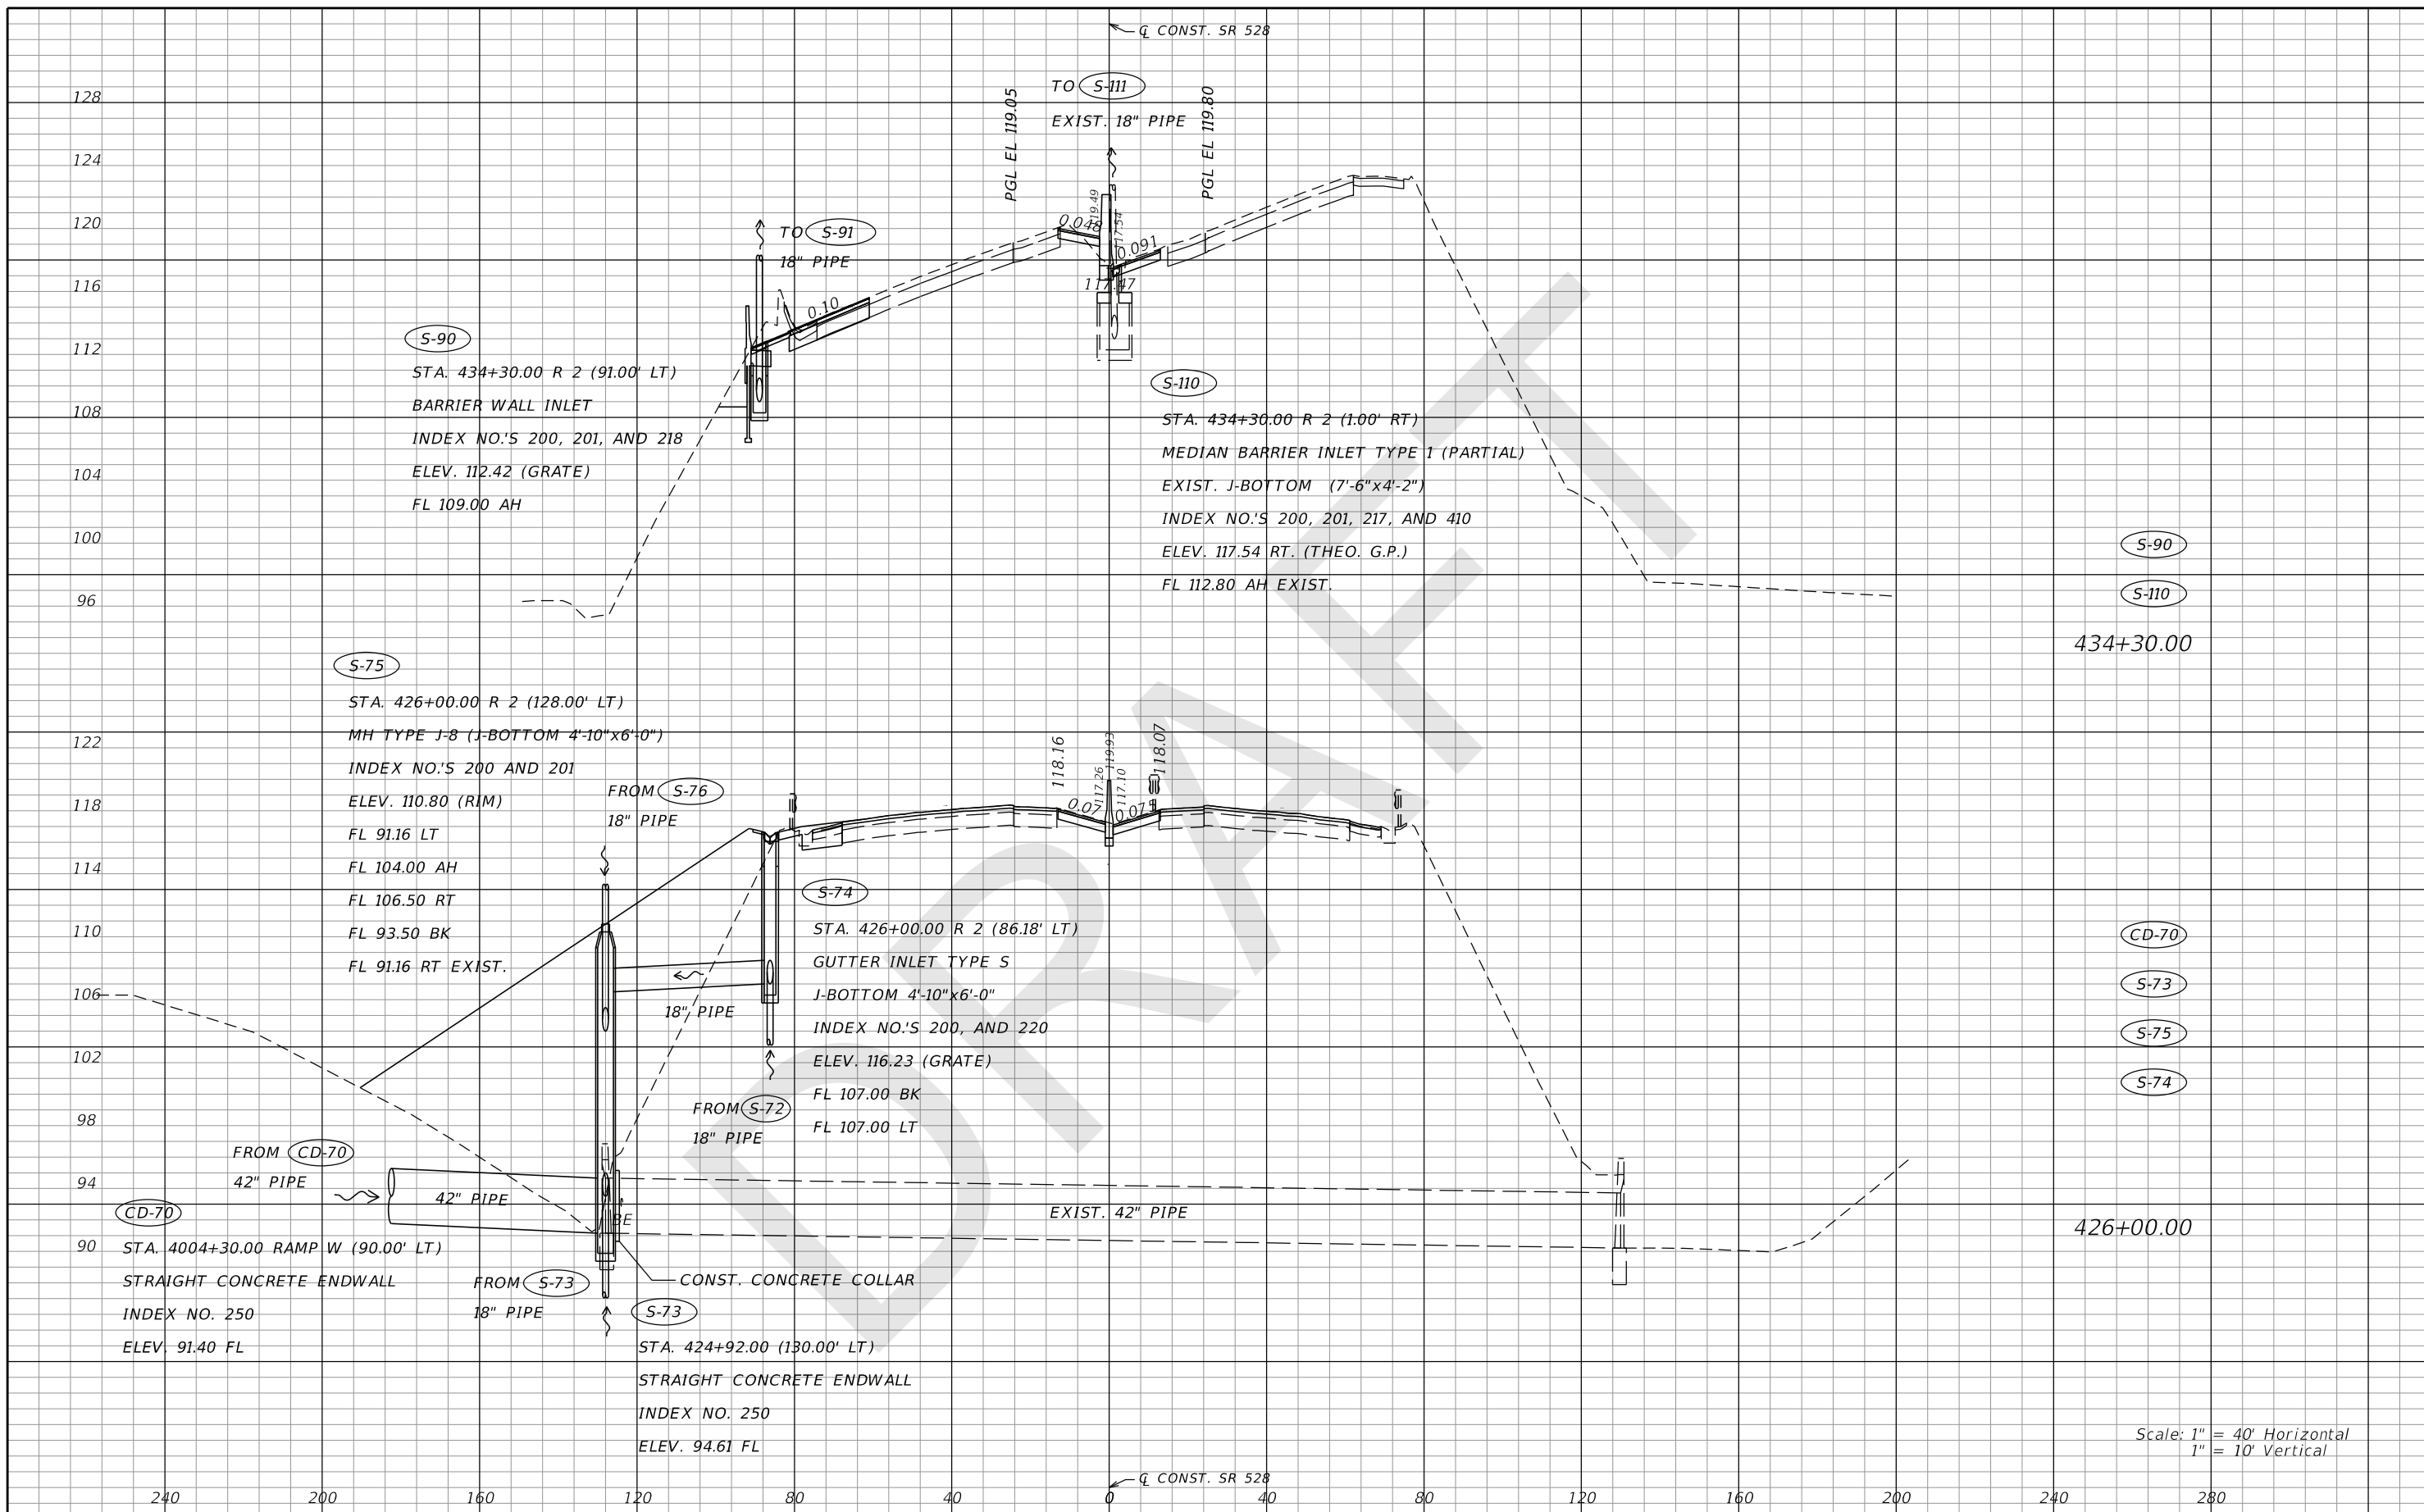 ℄ CONST. SR 528
TO S-111
EXIST. 18" PIPE
PGL EL 119.05
PGL EL 119.80
128
124
120
116
112
108
104
100
96
TO S-91
18" PIPE
0.10
0.048
119.49
117.54
0.091
117.47
S-90
STA. 434+30.00 R 2 (91.00' LT)
BARRIER WALL INLET
INDEX NO.'S 200, 201, AND 218
ELEV. 112.42 (GRATE)
FL 109.00 AH
S-110
STA. 434+30.00 R 2 (1.00' RT)
MEDIAN BARRIER INLET TYPE 1 (PARTIAL)
EXIST. J-BOTTOM (7'-6"x4'-2")
INDEX NO.'S 200, 201, 217, AND 410
ELEV. 117.54 RT. (THEO. G.P.)
FL 112.80 AH EXIST.
S-90
S-110
434+30.00
DRAFT
S-75
STA. 426+00.00 R 2 (128.00' LT)
MH TYPE J-8 (J-BOTTOM 4'-10"x6'-0")
INDEX NO.'S 200 AND 201
ELEV. 110.80 (RIM)
FL 91.16 LT
FL 104.00 AH
FL 106.50 RT
FL 93.50 BK
FL 91.16 RT EXIST.
122
118
114
110
106
102
98
94
90
FROM S-76
18" PIPE
118.16
0.07
117.26
119.93
117.10
0.075
118.07
S-74
STA. 426+00.00 R 2 (86.18' LT)
GUTTER INLET TYPE S
J-BOTTOM 4'-10"x6'-0"
INDEX NO.'S 200, AND 220
ELEV. 116.23 (GRATE)
FL 107.00 BK
FL 107.00 LT
18" PIPE
FROM S-72
18" PIPE
CD-70
S-73
S-75
S-74
426+00.00
FROM CD-70
42" PIPE
42" PIPE
BE
EXIST. 42" PIPE
CD-70
STA. 4004+30.00 RAMP W (90.00' LT)
STRAIGHT CONCRETE ENDWALL
INDEX NO. 250
ELEV. 91.40 FL
FROM S-73
18" PIPE
CONST. CONCRETE COLLAR
S-73
STA. 424+92.00 (130.00' LT)
STRAIGHT CONCRETE ENDWALL
INDEX NO. 250
ELEV. 94.61 FL
Scale: 1" = 40' Horizontal
1" = 10' Vertical
℄ CONST. SR 528
240 200 160 120 80 40 0 40 80 120 160 200 240 280